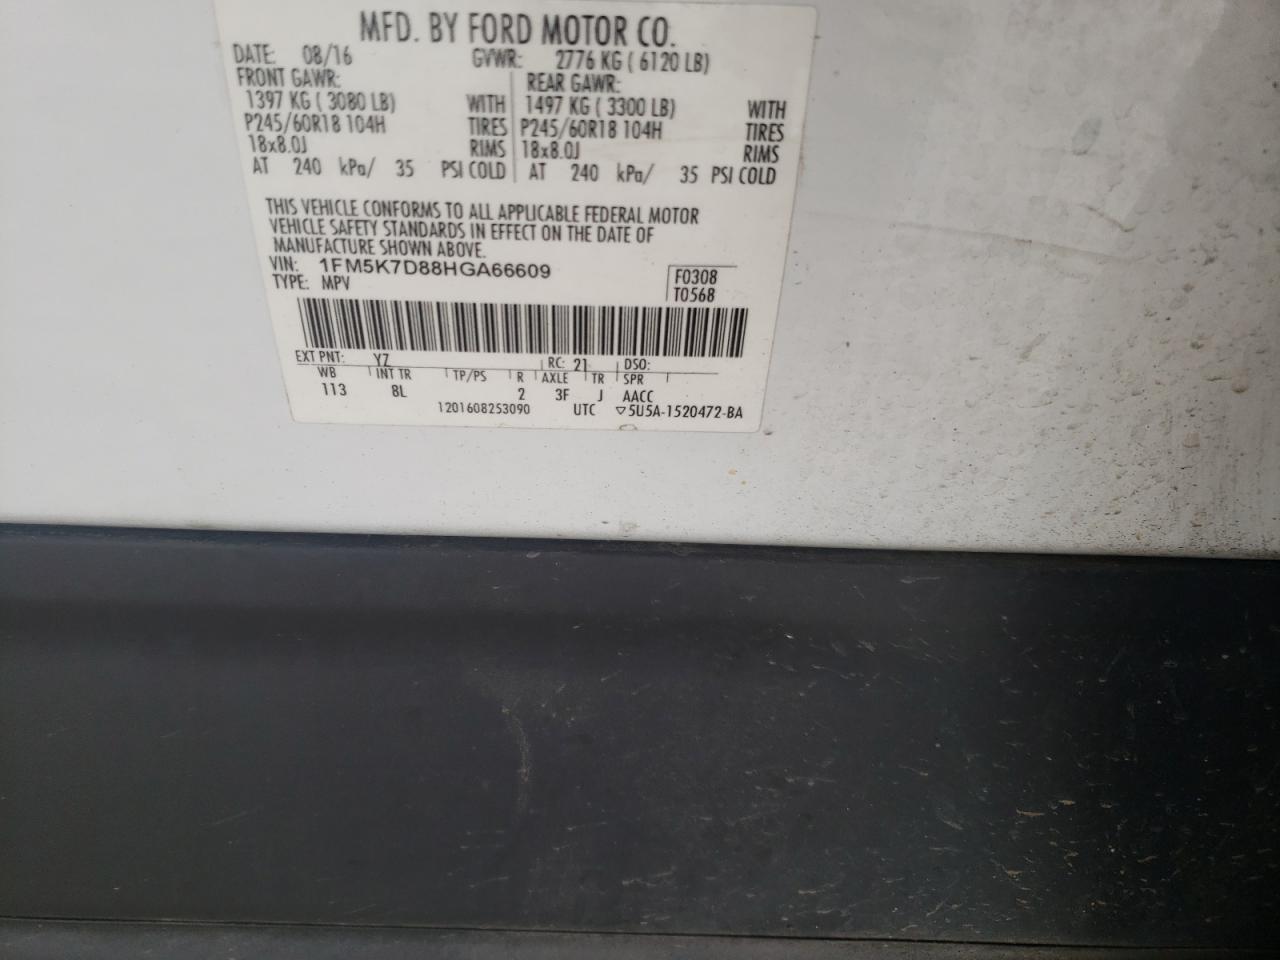 MFD. BY FORD MOTOR CO.
DATE: 08/16 GVWR: 2776 KG ( 6120 LB)
FRONT GAWR: REAR GAWR:
1397 KG ( 3080 LB) WITH 1497 KG ( 3300 LB) WITH
P245/60R18 104H TIRES P245/60R18 104H TIRES
18x8.0J RIMS 18x8.0J RIMS
AT 240 kPa/ 35 PSI COLD AT 240 kPa/ 35 PSI COLD
THIS VEHICLE CONFORMS TO ALL APPLICABLE FEDERAL MOTOR
VEHICLE SAFETY STANDARDS IN EFFECT ON THE DATE OF
MANUFACTURE SHOWN ABOVE.
VIN: 1FM5K7D88HGA66609 F0308
TYPE: MPV T0568
EXT PNT: YZ RC: 21 DSO:
WB INT TR TP/PS R AXLE TR SPR
113 8L 2 3F J AACC
1201608253090 UTC ▽5U5A-1520472-BA